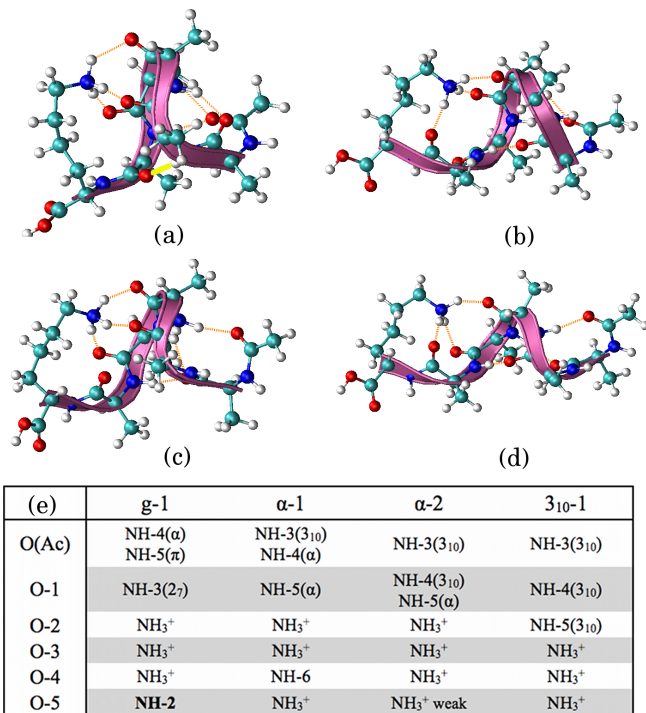 (a)
(b)
(c)
(d)
(e) g-1 α-1 α-2 3₁₀-1
O(Ac) NH-4(α) NH-5(π) NH-3(3₁₀) NH-4(α) NH-3(3₁₀) NH-3(3₁₀)
O-1 NH-3(2₇) NH-5(α) NH-4(3₁₀) NH-5(α) NH-4(3₁₀)
O-2 NH₃⁺ NH₃⁺ NH₃⁺ NH-5(3₁₀)
O-3 NH₃⁺ NH₃⁺ NH₃⁺ NH₃⁺
O-4 NH₃⁺ NH-6 NH₃⁺ NH₃⁺
O-5 NH-2 NH₃⁺ NH₃⁺ weak NH₃⁺